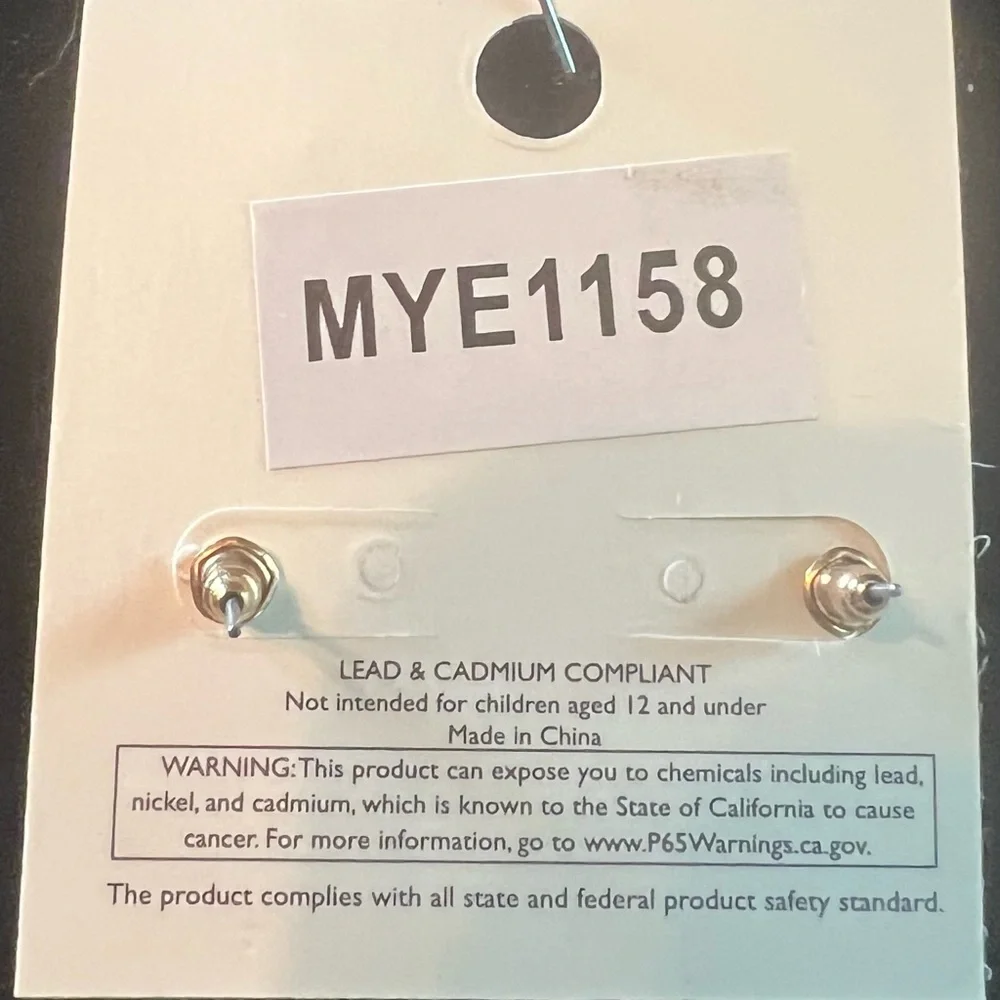 MYE1158
LEAD & CADMIUM COMPLIANT
Not intended for children aged 12 and under
Made in China
WARNING:This product can expose you to chemicals including lead,
nickel, and cadmium, which is known to the State of California to cause
cancer. For more information, go to www.P65Warnings.ca.gov.
The product complies with all state and federal product safety standard.